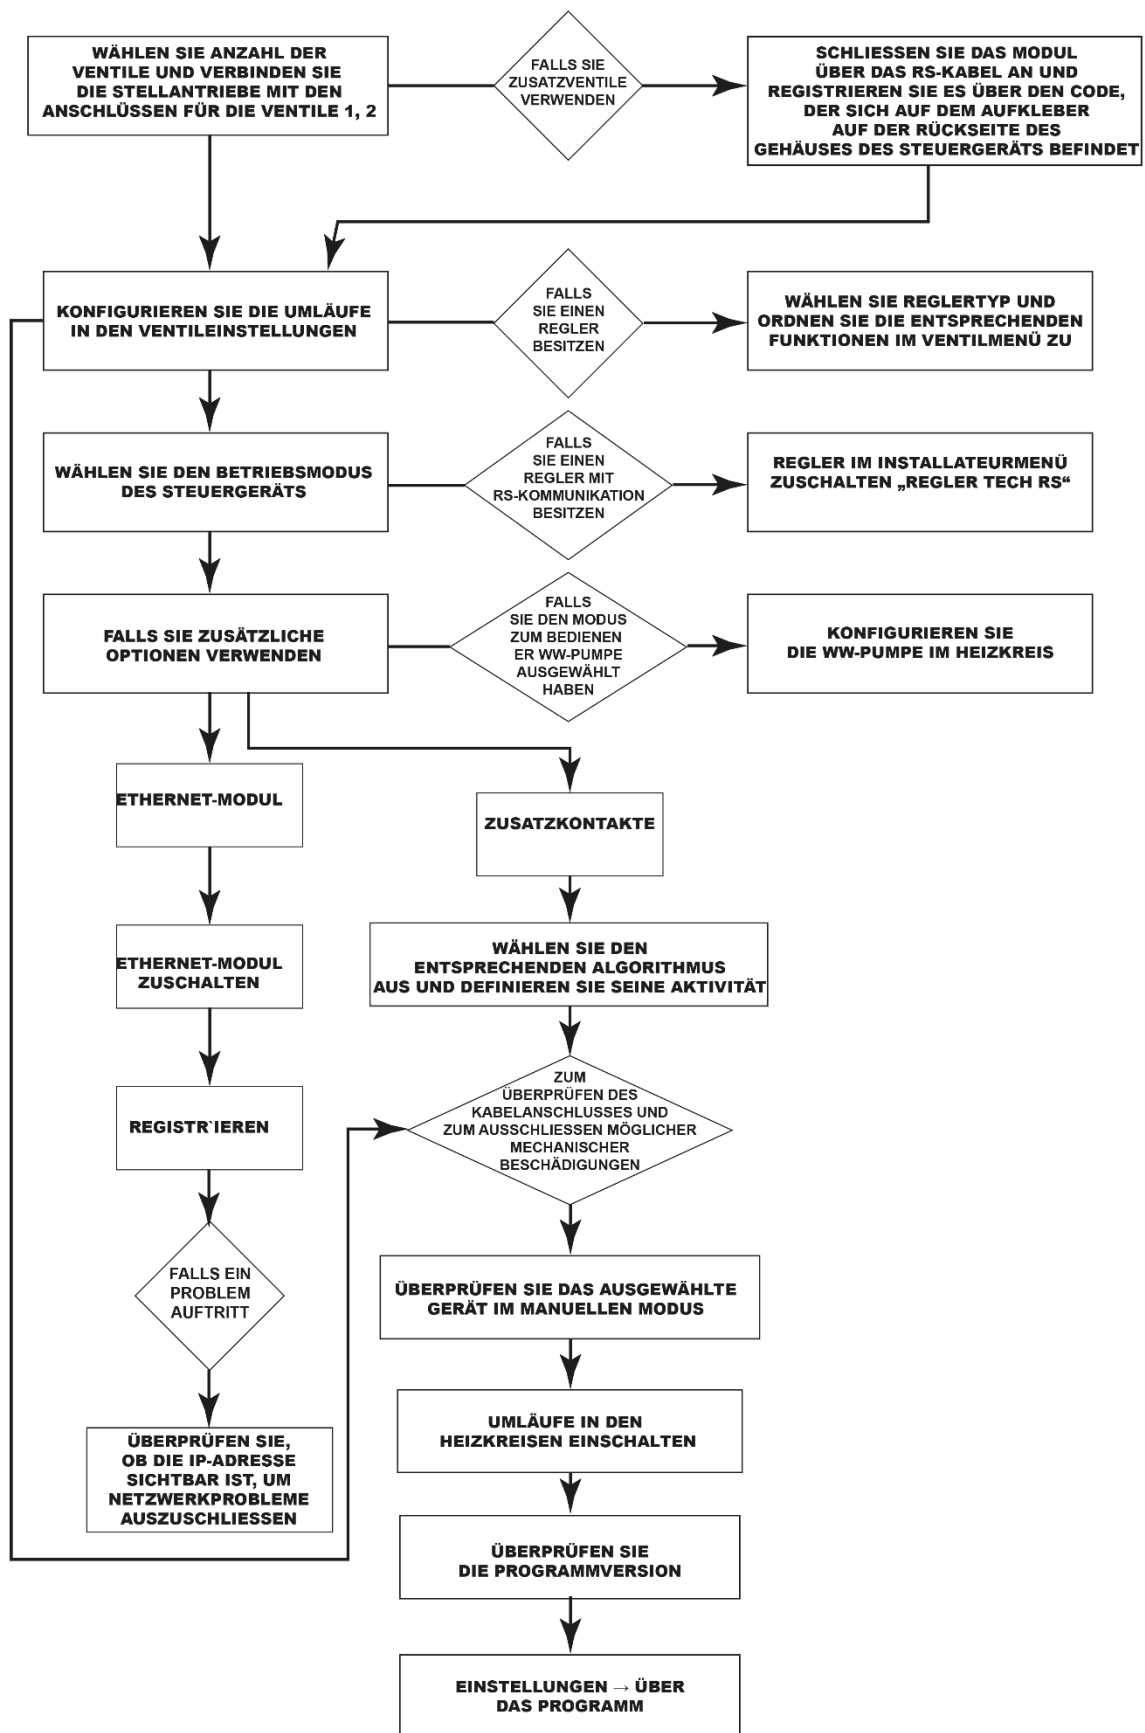 WÄHLEN SIE ANZAHL DER
VENTILE UND VERBINDEN SIE
DIE STELLANTRIEBE MIT DEN
ANSCHLÜSSEN FÜR DIE VENTILE 1, 2
FALLS SIE
ZUSATZVENTILE
VERWENDEN
SCHLIESSEN SIE DAS MODUL
ÜBER DAS RS-KABEL AN UND
REGISTRIEREN SIE ES ÜBER DEN CODE,
DER SICH AUF DEM AUFKLEBER
AUF DER RÜCKSEITE DES
GEHÄUSES DES STEUERGERÄTS BEFINDET
KONFIGURIEREN SIE DIE UMLÄUFE
IN DEN VENTILEINSTELLUNGEN
FALLS
SIE EINEN
REGLER
BESITZEN
WÄHLEN SIE REGLERTYP UND
ORDNEN SIE DIE ENTSPRECHENDEN
FUNKTIONEN IM VENTILMENÜ ZU
WÄHLEN SIE DEN BETRIEBSMODUS
DES STEUERGERÄTS
FALLS
SIE EINEN
REGLER MIT
RS-KOMMUNIKATION
BESITZEN
REGLER IM INSTALLATEURMENÜ
ZUSCHALTEN „REGLER TECH RS“
FALLS SIE ZUSÄTZLICHE
OPTIONEN VERWENDEN
FALLS
SIE DEN MODUS
ZUM BEDIENEN
ER WW-PUMPE
AUSGEWÄHLT
HABEN
KONFIGURIEREN SIE
DIE WW-PUMPE IM HEIZKREIS
ETHERNET-MODUL
ZUSATZKONTAKTE
ETHERNET-MODUL
ZUSCHALTEN
WÄHLEN SIE DEN
ENTSPRECHENDEN ALGORITHMUS
AUS UND DEFINIEREN SIE SEINE AKTIVITÄT
REGISTR`IEREN
ZUM
ÜBERPRÜFEN DES
KABELANSCHLUSSES UND
ZUM AUSSCHLIESSEN MÖGLICHER
MECHANISCHER
BESCHÄDIGUNGEN
FALLS EIN
PROBLEM
AUFTRITT
ÜBERPRÜFEN SIE DAS AUSGEWÄHLTE
GERÄT IM MANUELLEN MODUS
UMLÄUFE IN DEN
HEIZKREISEN EINSCHALTEN
ÜBERPRÜFEN SIE,
OB DIE IP-ADRESSE
SICHTBAR IST, UM
NETZWERKPROBLEME
AUSZUSCHLIESSEN
ÜBERPRÜFEN SIE
DIE PROGRAMMVERSION
EINSTELLUNGEN → ÜBER
DAS PROGRAMM